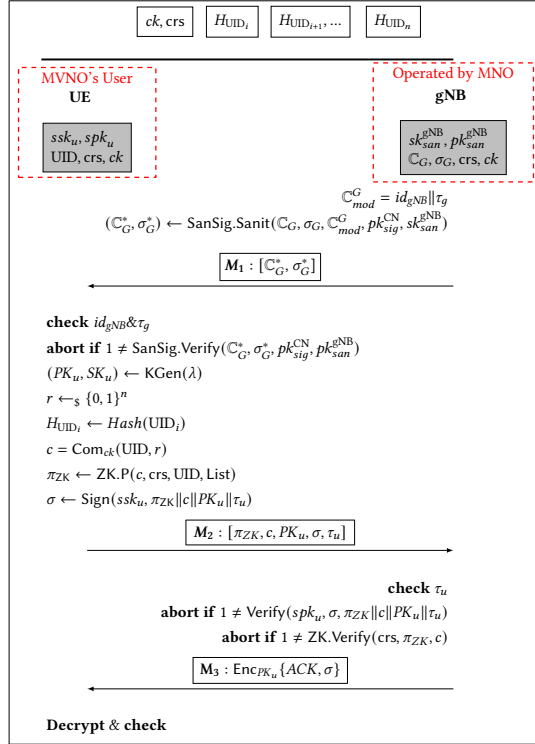 ck, crs
H_{UID_i}
H_{UID_{i+1}}, ...
H_{UID_n}
MVNO's User
UE
ssk_u, spk_u
UID, crs, ck
Operated by MNO
gNB
sk_{san}^{gNB}, pk_{san}^{gNB}
ℂ_G, σ_G, crs, ck
ℂ_{mod}^G = id_{gNB}||τ_g
(ℂ_G^*, σ_G^*) ← SanSig.Sanit(ℂ_G, σ_G, ℂ_{mod}^G, pk_{sig}^{CN}, sk_{san}^{gNB})
M_1 : [ℂ_G^*, σ_G^*]
check id_{gNB}&τ_g
abort if 1 ≠ SanSig.Verify(ℂ_G^*, σ_G^*, pk_{sig}^{CN}, pk_{san}^{gNB})
(PK_u, SK_u) ← KGen(λ)
r ←_$ {0, 1}^n
H_{UID_i} ← Hash(UID_i)
c = Com_{ck}(UID, r)
π_{ZK} ← ZK.P(c, crs, UID, List)
σ ← Sign(ssk_u, π_{ZK}||c||PK_u||τ_u)
M_2 : [π_{ZK}, c, PK_u, σ, τ_u]
check τ_u
abort if 1 ≠ Verify(spk_u, σ, π_{ZK}||c||PK_u||τ_u)
abort if 1 ≠ ZK.Verify(crs, π_{ZK}, c)
M_3 : Enc_{PK_u}{ACK, σ}
Decrypt & check